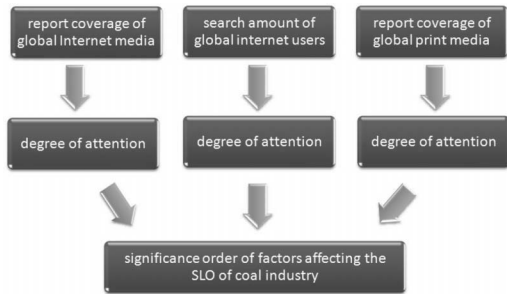 report coverage of
global Internet media
search amount of
global internet users
report coverage of
global print media
degree of attention
degree of attention
degree of attention
significance order of factors affecting the
SLO of coal industry